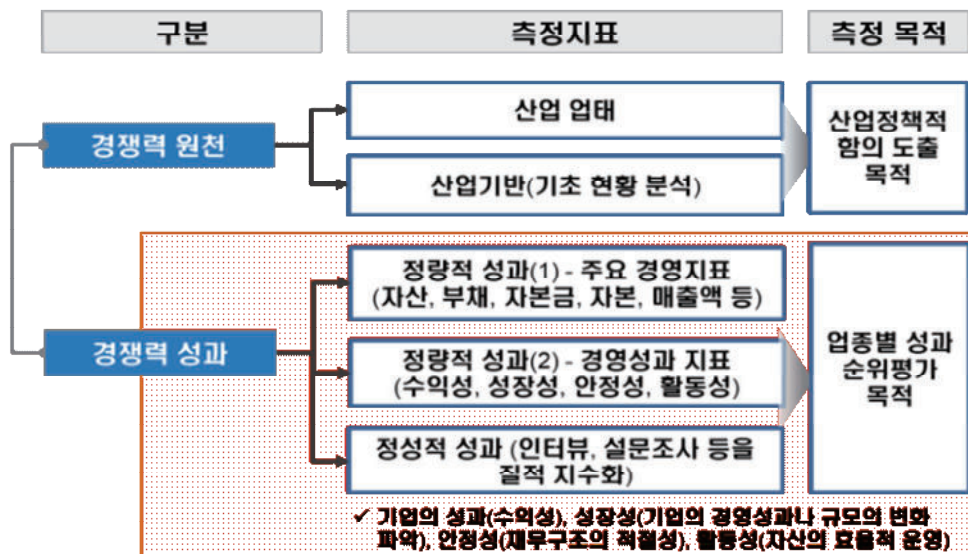 구분
측정지표
측정 목적
경쟁력 원천
산업 업태
산업기반(기초 현황 분석)
산업정책적
함의 도출
목적
경쟁력 성과
정량적 성과(1) - 주요 경영지표
(자산, 부채, 자본금, 자본, 매출액 등)
정량적 성과(2) - 경영성과 지표
(수익성, 성장성, 안정성, 활동성)
정성적 성과 (인터뷰, 설문조사 등을
질적 지수화)
업종별 성과
순위평가
목적
✓ 기업의 성과(수익성), 성장성(기업의 경영성과나 규모의 변화
파악), 안정성(재무구조의 적절성), 활동성(자산의 효율적 운영)